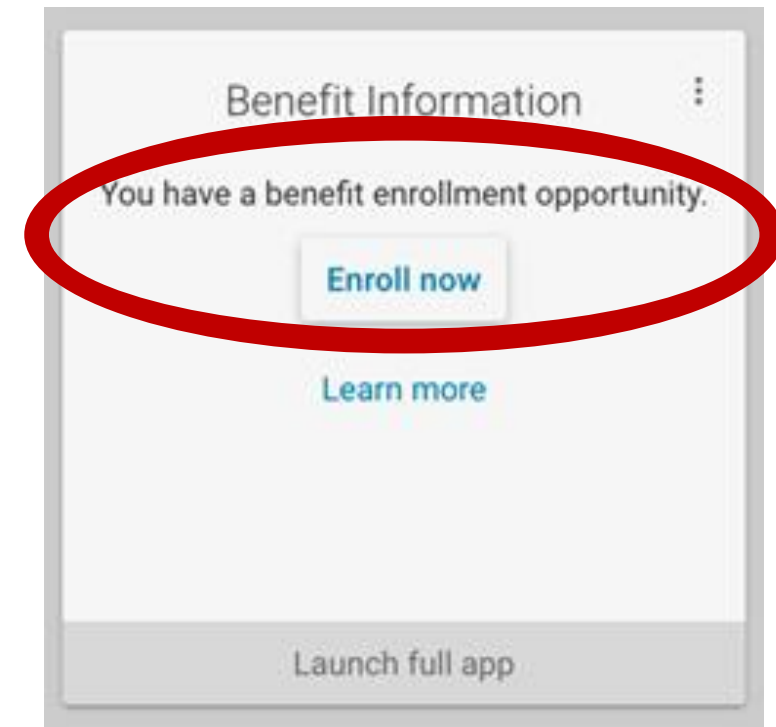 Benefit Information
You have a benefit enrollment opportunity.
Enroll now
Learn more
Launch full app